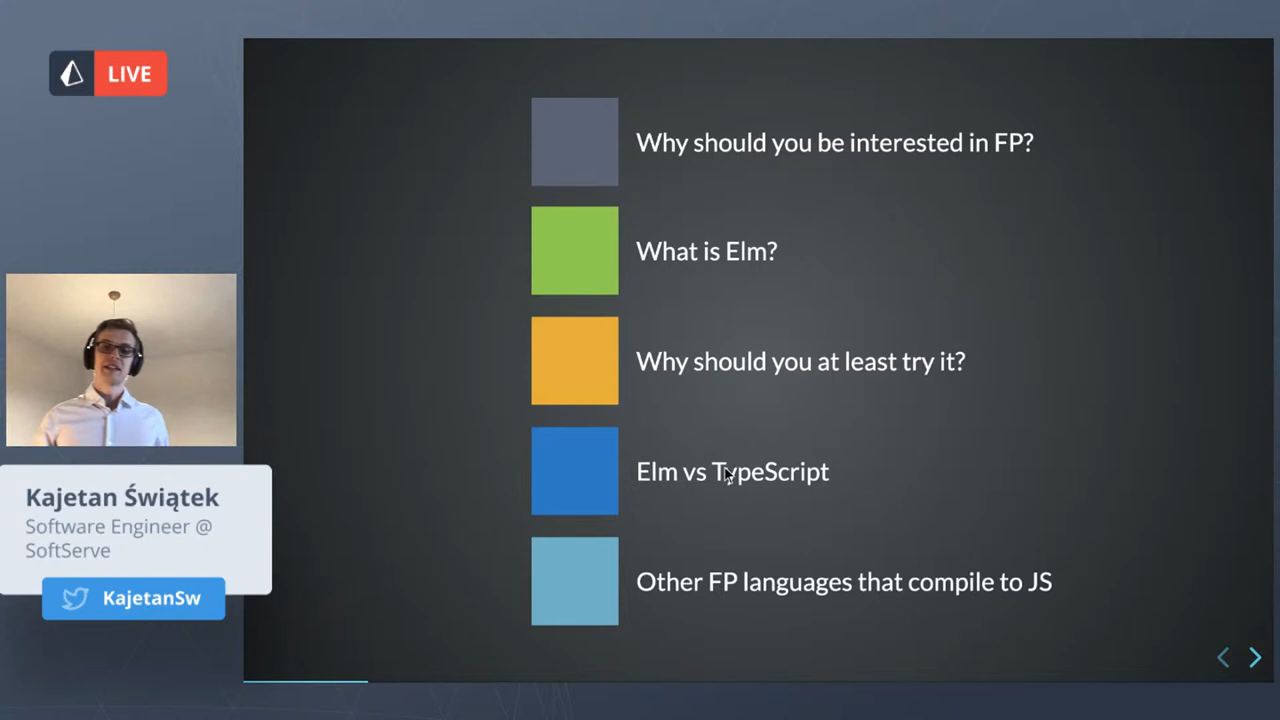 LIVE
Why should you be interested in FP?
What is Elm?
Why should you at least try it?
Elm vs TypeScript
Other FP languages that compile to JS
Kajetan Świątek
Software Engineer @
SoftServe
KajetanSw